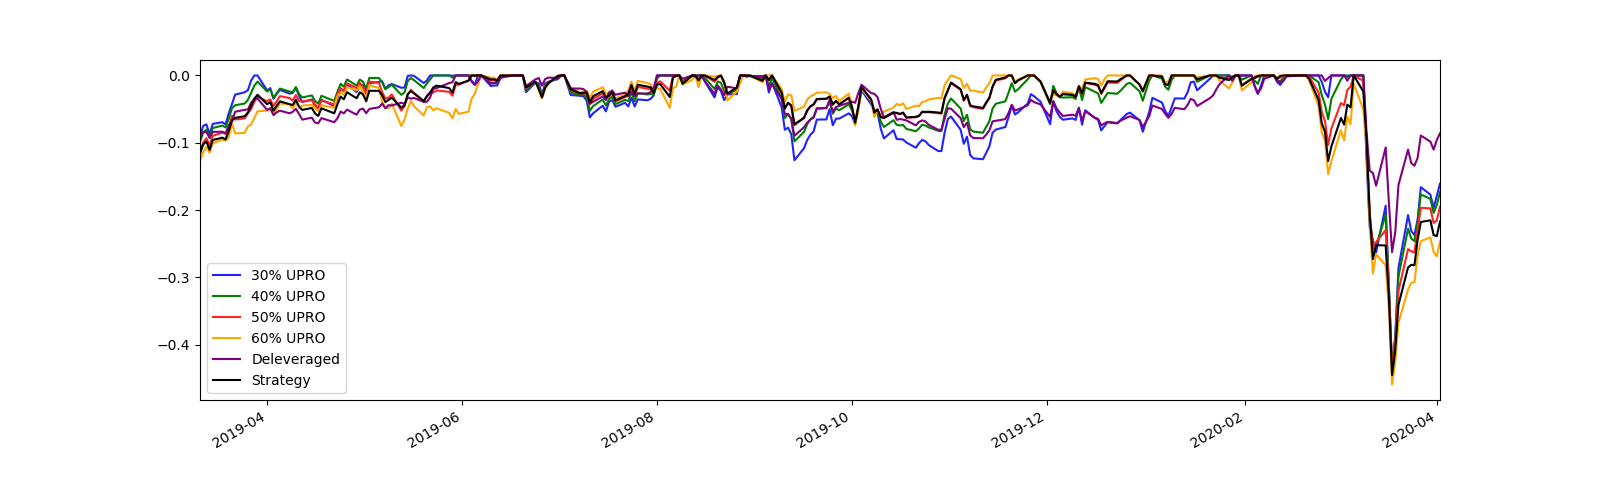 0.0
−0.1
−0.2
−0.3
−0.4
30% UPRO
40% UPRO
50% UPRO
60% UPRO
Deleveraged
Strategy
2019-04
2019-06
2019-08
2019-10
2019-12
2020-02
2020-04